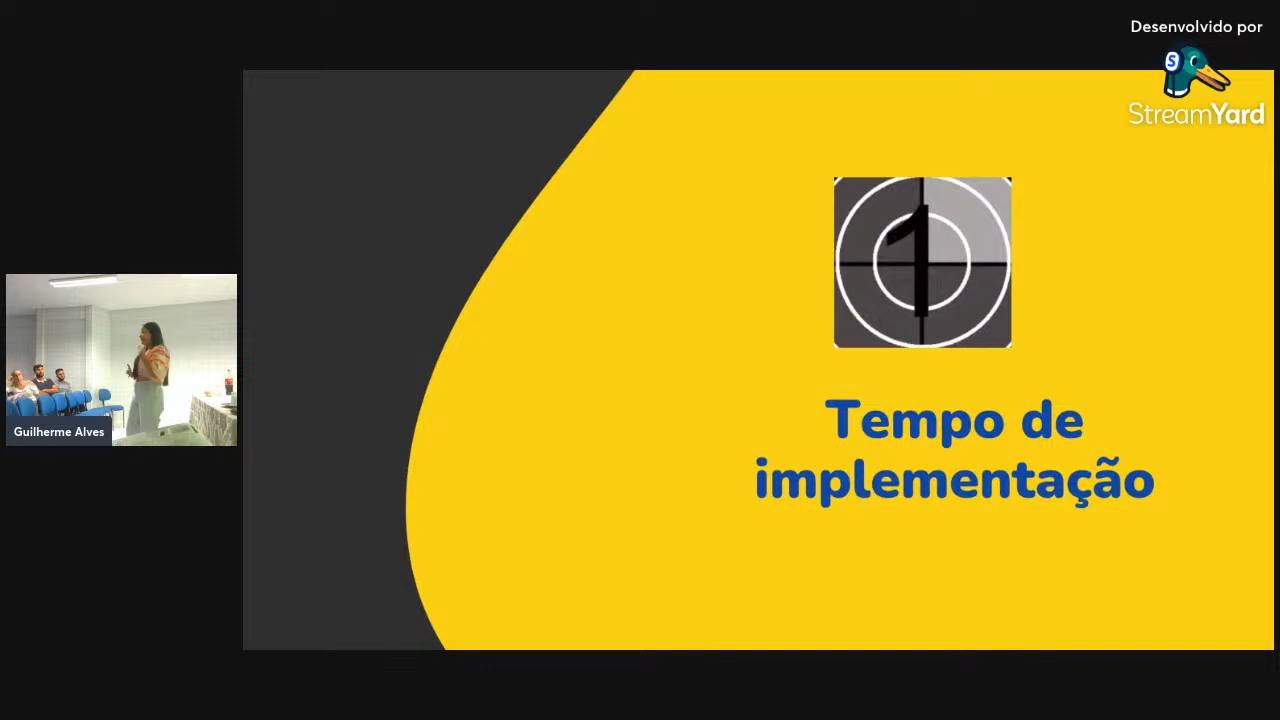 Desenvolvido por
S
StreamYard
1
Tempo de
implementação
Guilherme Alves